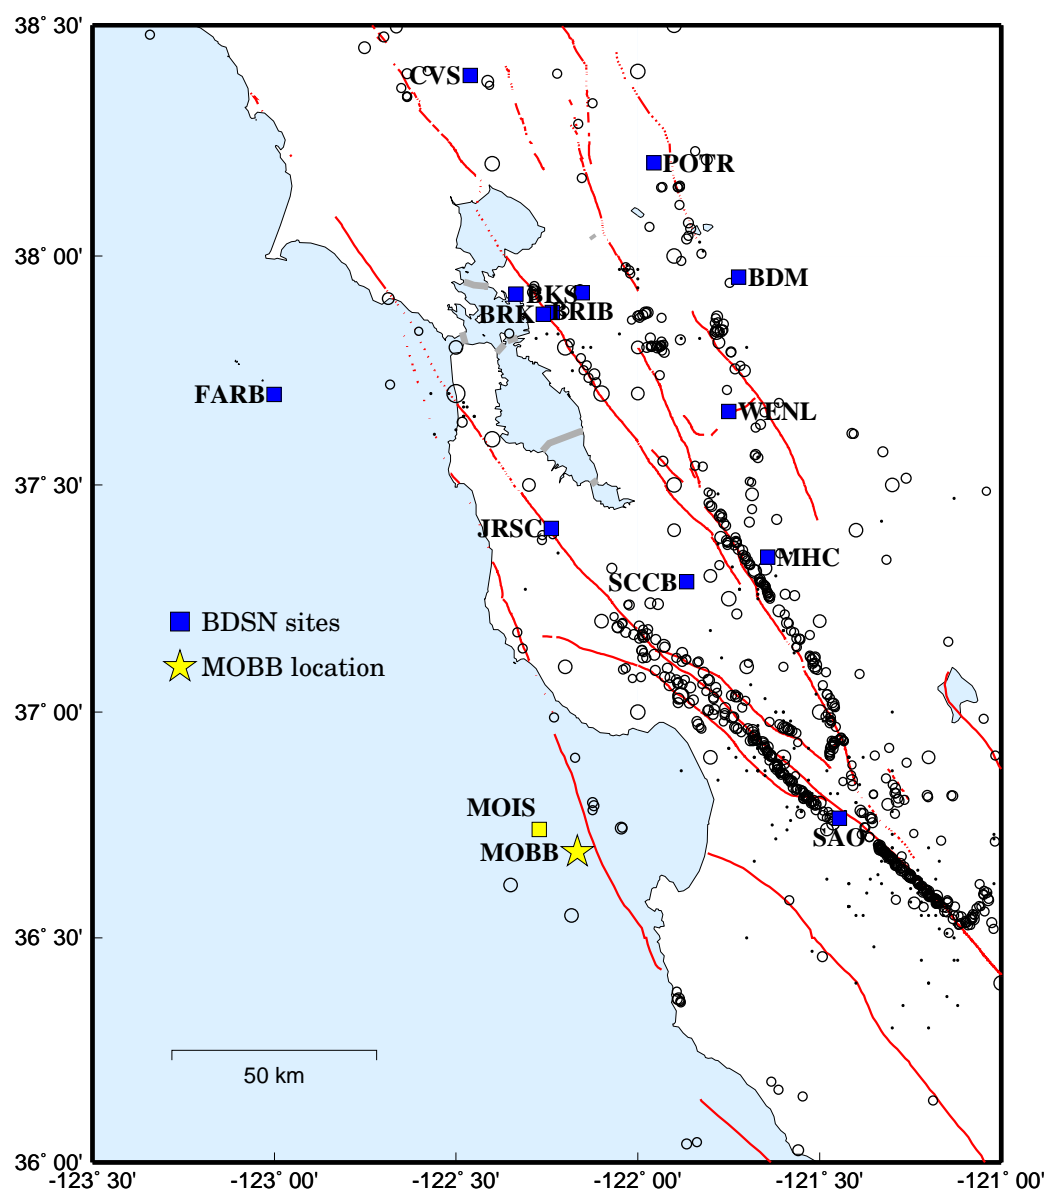 38° 30'
CVS
POTR
38° 00'
BDM
BKS
BRK BRIB
FARB
WENL
37° 30'
JRSC
MHC
SCCB
BDSN sites
MOBB location
37° 00'
MOIS
SAO
MOBB
36° 30'
50 km
36° 00'
-123° 30' -123° 00' -122° 30' -122° 00' -121° 30' -121° 00'